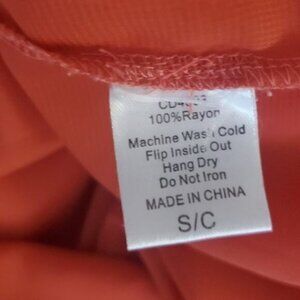 100%Rayon
Machine Wash Cold
Flip Inside Out
Hang Dry
Do Not Iron
MADE IN CHINA
S/C